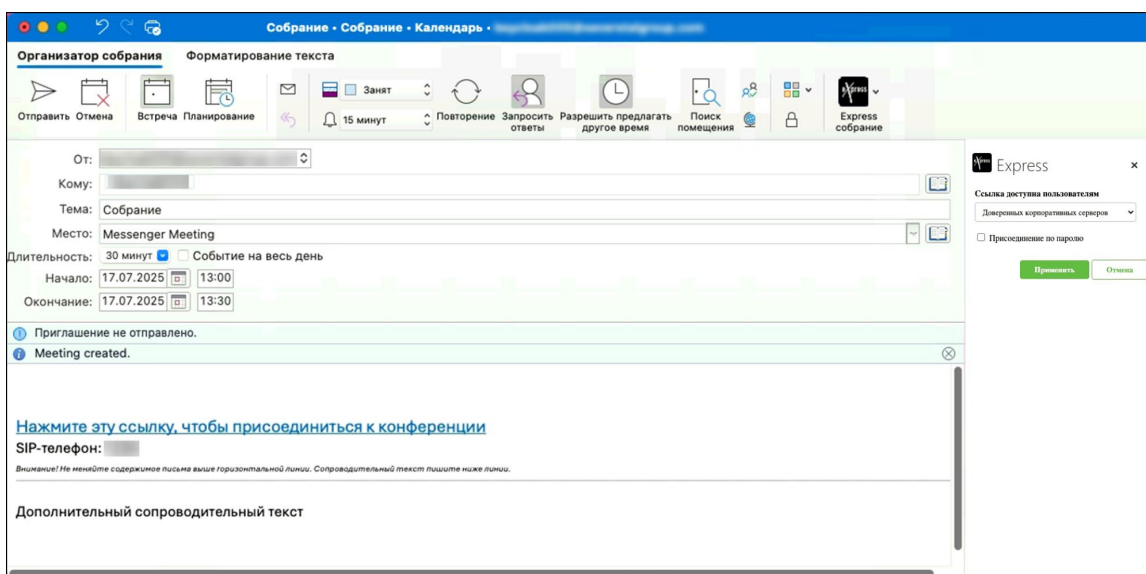 Собрание • Собрание • Календарь •
Организатор собрания Форматирование текста
Отправить Отмена Встреча Планирование Занят 15 минут Повторение Запросить ответы Разрешить предлагать другое время Поиск помещения eXpress Express собрание
От:
Кому:
Тема: Собрание
Место: Messenger Meeting
Длительность: 30 минут Событие на весь день
Начало: 17.07.2025 13:00
Окончание: 17.07.2025 13:30
Приглашение не отправлено.
Meeting created.
Нажмите эту ссылку, чтобы присоединиться к конференции
SIP-телефон:
Внимание! Не меняйте содержимое письма выше горизонтальной линии. Сопроводительный текст пишите ниже линии.
Дополнительный сопроводительный текст
eXpress Express
Ссылка доступна пользователям
Доверенных корпоративных серверов
Присоединение по паролю
Применить Отмена